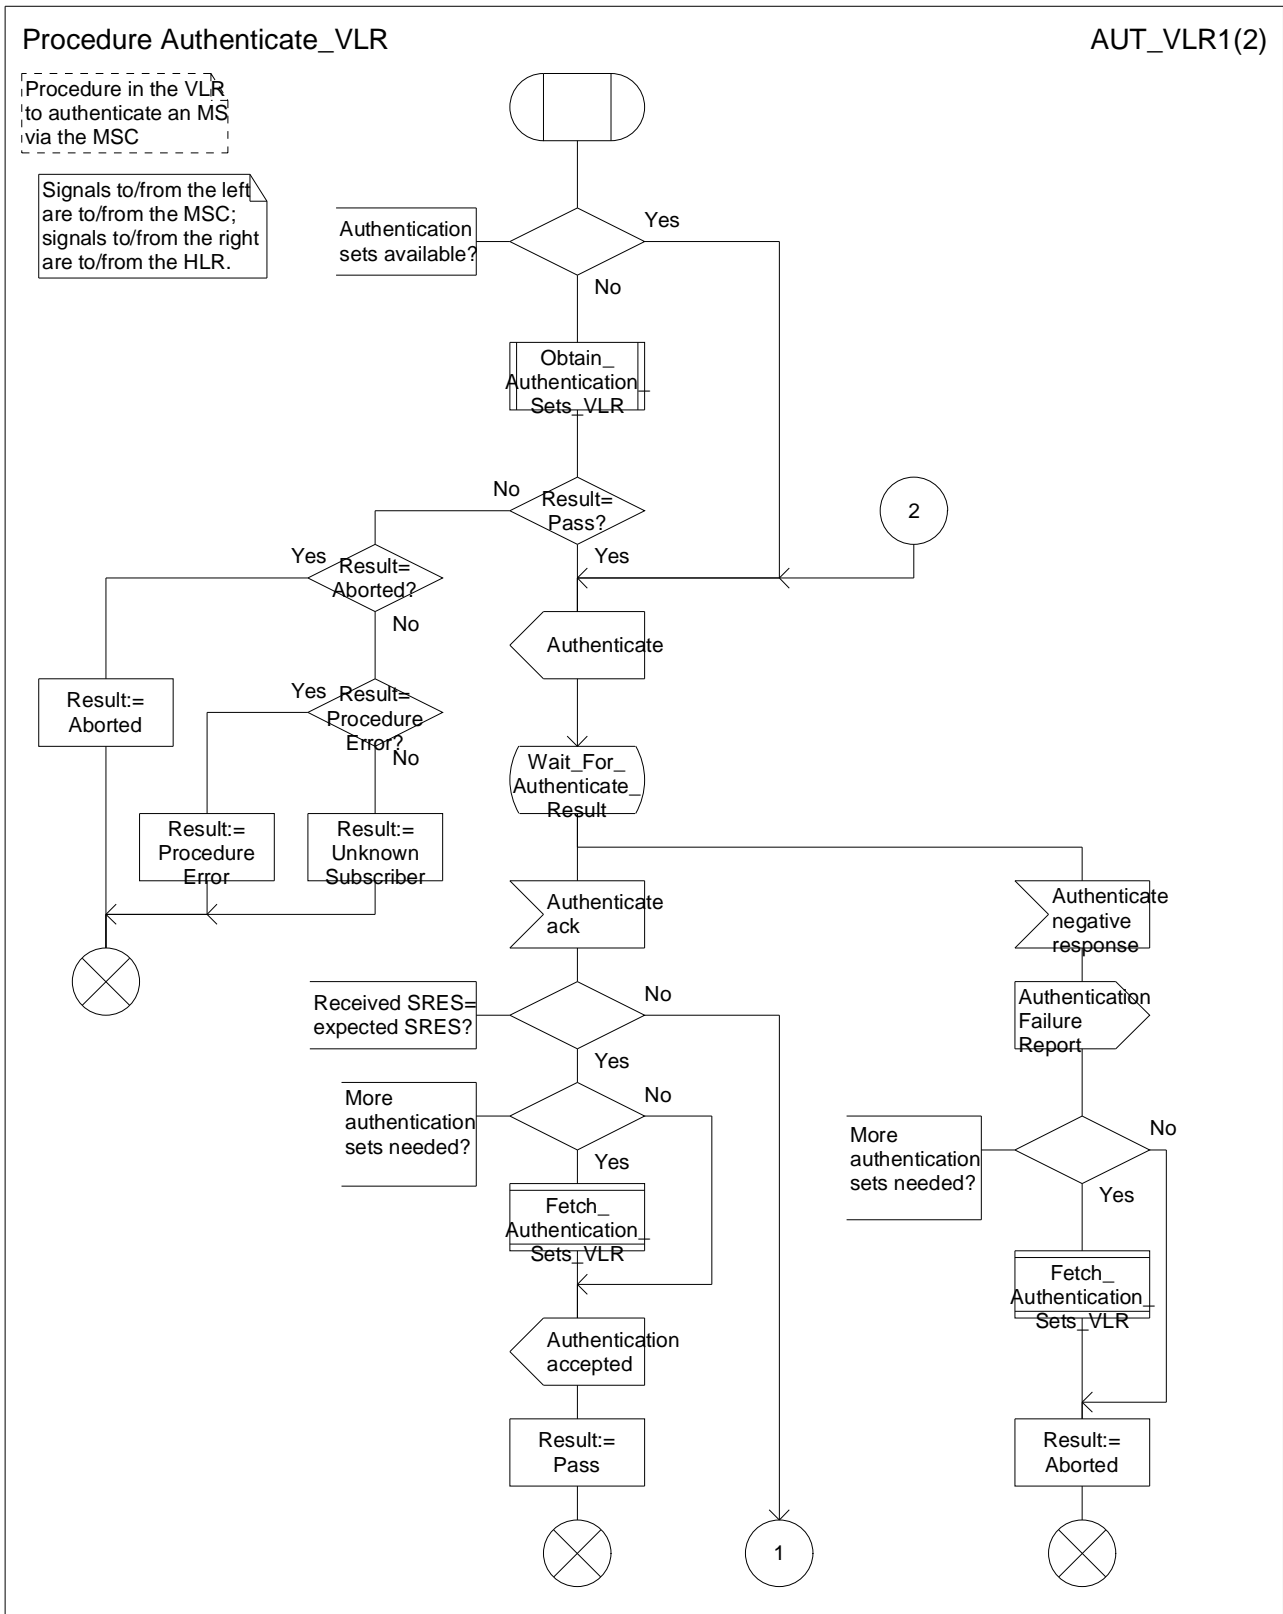 Procedure Authenticate_VLR
AUT_VLR1(2)
Procedure in the VLR
to authenticate an MS
via the MSC
Signals to/from the left
are to/from the MSC;
signals to/from the right
are to/from the HLR.
Authentication
sets available?
Yes
No
Obtain_
Authentication_
Sets_VLR
No
Result=
Pass?
Yes
2
Yes
Result=
Aborted?
No
Authenticate
Result:=
Aborted
Yes
Result=
Procedure
Error?
No
Wait_For_
Authenticate_
Result
Result:=
Procedure
Error
Result:=
Unknown
Subscriber
Authenticate
ack
Authenticate
negative
response
Received SRES=
expected SRES?
No
Yes
Authentication
Failure
Report
More
authentication
sets needed?
No
Yes
More
authentication
sets needed?
No
Yes
Fetch_
Authentication_
Sets_VLR
Fetch_
Authentication_
Sets_VLR
Authentication
accepted
Result:=
Pass
Result:=
Aborted
1